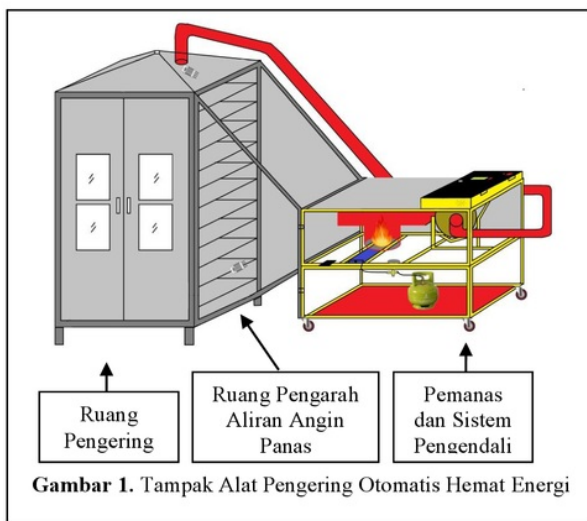 Ruang
Pengering
Ruang Pengarah
Aliran Angin
Panas
Pemanas
dan Sistem
Pengendali
Gambar 1. Tampak Alat Pengering Otomatis Hemat Energi